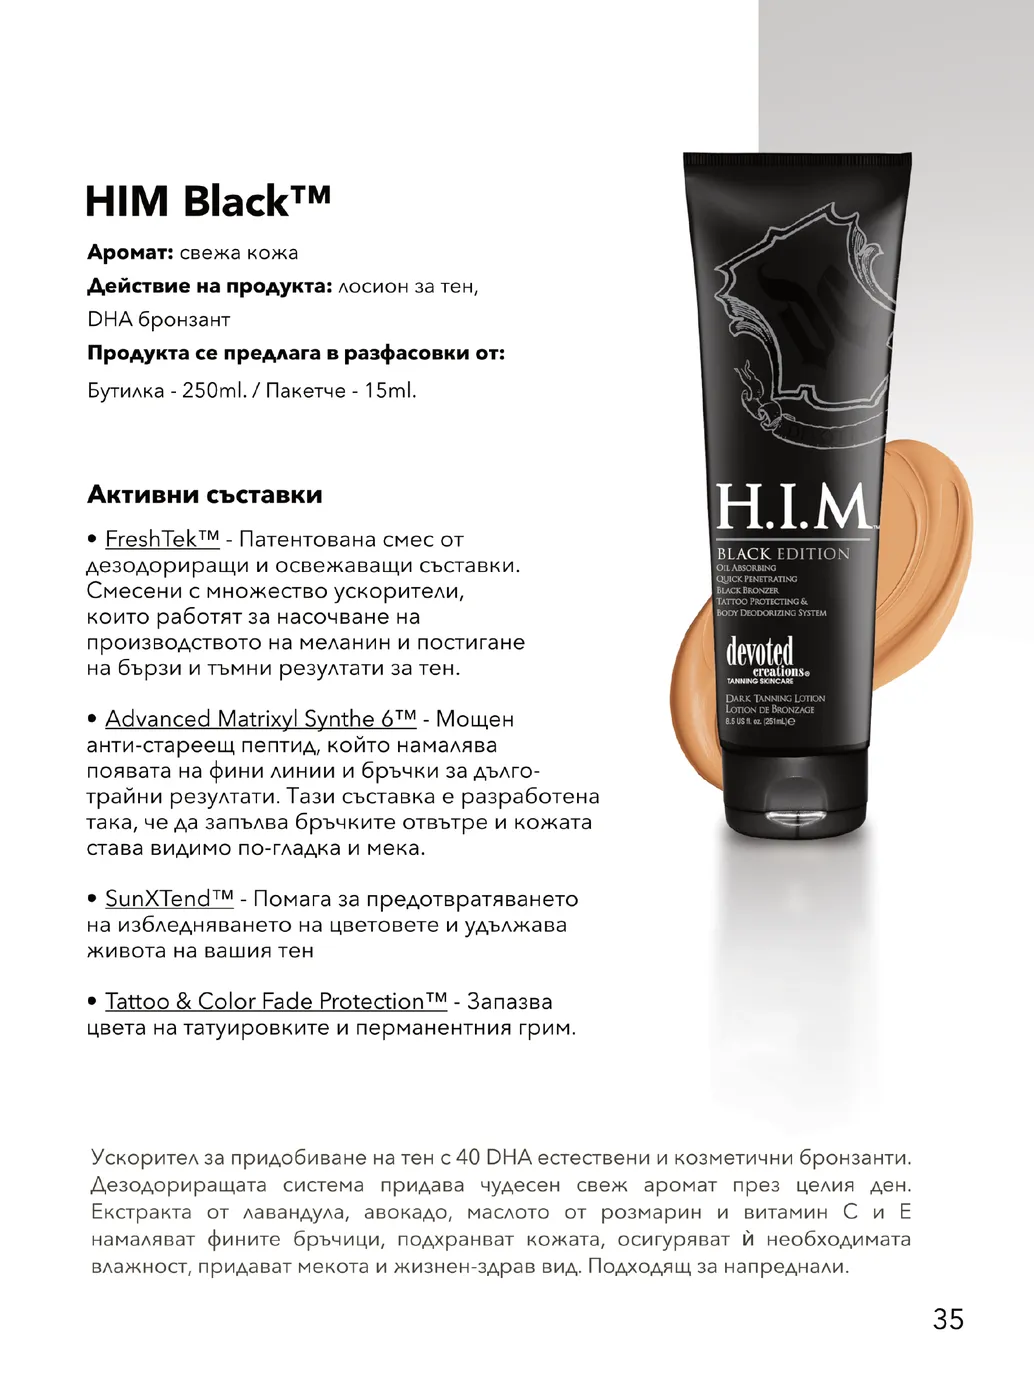 HIM Black™
Аромат: свежа кожа
Действие на продукта: лосион за тен,
DHA бронзант
Продукта се предлага в разфасовки от:
Бутилка - 250ml. / Пакетче - 15ml.
Активни съставки
• FreshTek™ - Патентована смес от
дезодориращи и освежаващи съставки.
Смесени с множество ускорители,
които работят за насочване на
производството на меланин и постигане
на бързи и тъмни резултати за тен.
• Advanced Matrixyl Synthe 6™ - Мощен
анти-стареещ пептид, който намалява
появата на фини линии и бръчки за дълго-
трайни резултати. Тази съставка е разработена
така, че да запълва бръчките отвътре и кожата
става видимо по-гладка и мека.
• SunXTend™ - Помага за предотвратяването
на избледняването на цветовете и удължава
живота на вашия тен
• Tattoo & Color Fade Protection™ - Запазва
цвета на татуировките и перманентния грим.
H.I.M™
BLACK EDITION
OIL ABSORBING
QUICK PENETRATING
BLACK BRONZER
TATTOO PROTECTING &
BODY DEODORIZING SYSTEM
devoted
creations®
TANNING SKINCARE
DARK TANNING LOTION
LOTION DE BRONZAGE
8.5 US fl. oz. (251mL)℮
Ускорител за придобиване на тен с 40 DHA естествени и козметични бронзанти.
Дезодориращата система придава чудесен свеж аромат през целия ден.
Екстракта от лавандула, авокадо, маслото от розмарин и витамин С и Е
намаляват фините бръчици, подхранват кожата, осигуряват ѝ необходимата
влажност, придават мекота и жизнен-здрав вид. Подходящ за напреднали.
35